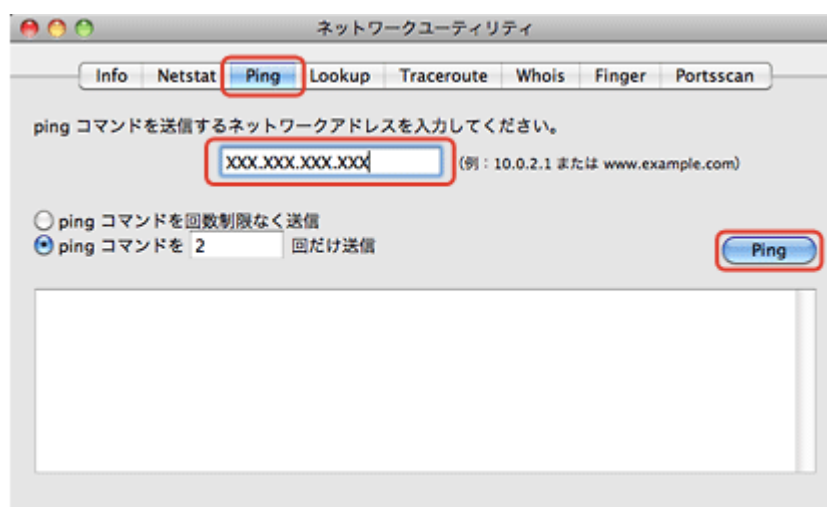 ネットワークユーティリティ
Info Netstat Ping Lookup Traceroute Whois Finger Portsscan
ping コマンドを送信するネットワークアドレスを入力してください。
XXX.XXX.XXX.XXX (例：10.0.2.1 または www.example.com)
ping コマンドを回数制限なく送信
ping コマンドを 2 回だけ送信
Ping